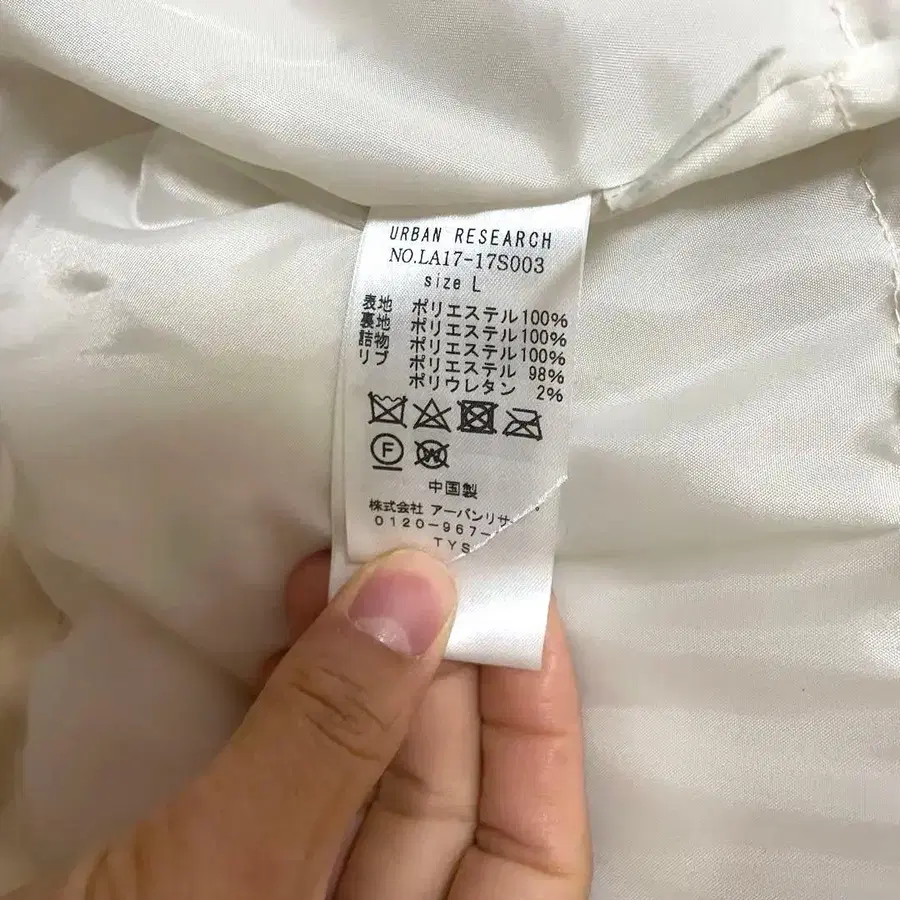 URBAN RESEARCH
NO.LA17-17S003
size L
表地 ポリエステル100%
裏地 ポリエステル100%
詰物 ポリエステル100%
リブ ポリエステル 98%
ポリウレタン 2%
F
W
中国製
株式会社 アーバンリサ
0120-967-
TYS